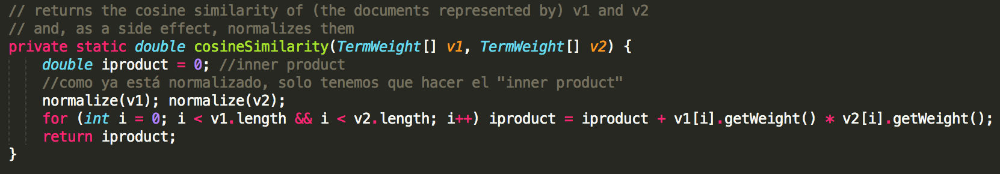 // returns the cosine similarity of (the documents represented by) v1 and v2
// and, as a side effect, normalizes them
private static double cosineSimilarity(TermWeight[] v1, TermWeight[] v2) {
    double iproduct = 0; //inner product
    //como ya está normalizado, solo tenemos que hacer el "inner product"
    normalize(v1); normalize(v2);
    for (int i = 0; i < v1.length && i < v2.length; i++) iproduct = iproduct + v1[i].getWeight() * v2[i].getWeight();
    return iproduct;
}